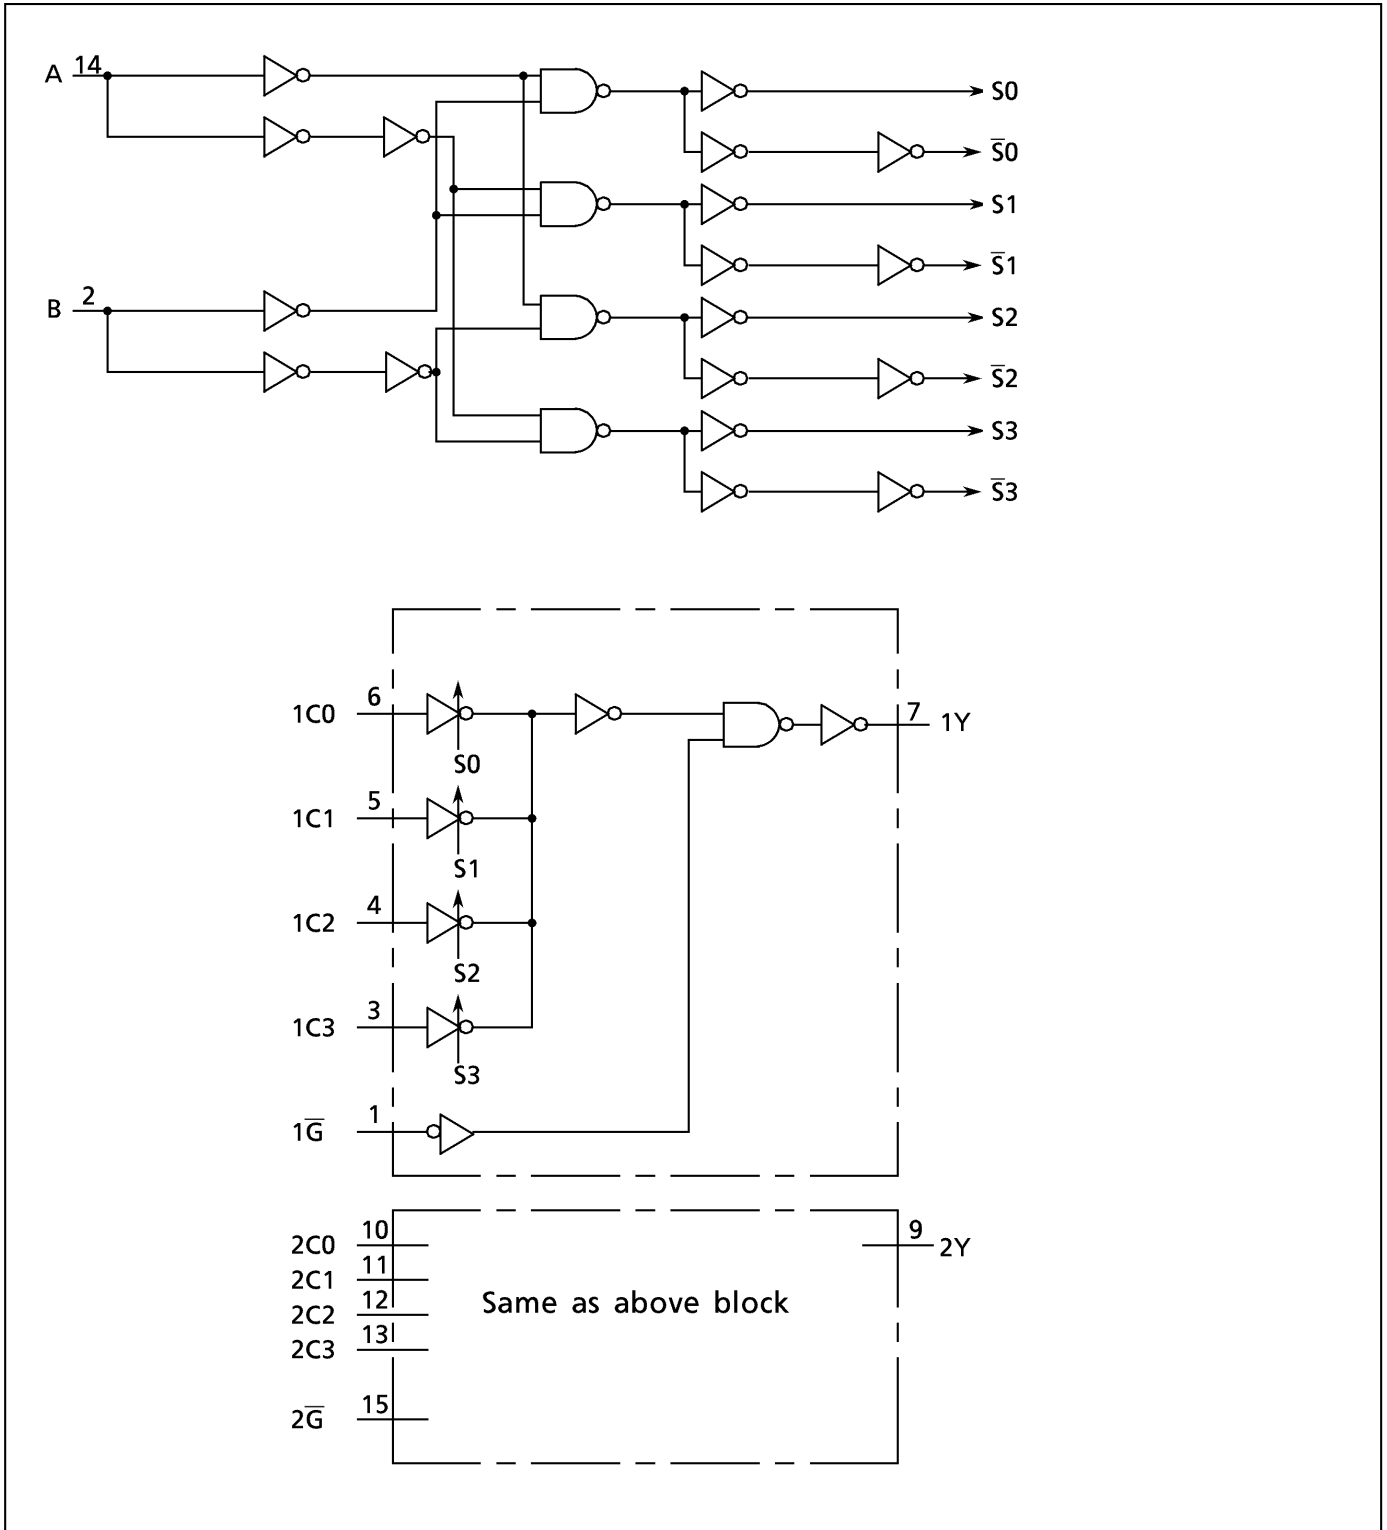 A 14
S0
S̅0
S1
S̅1
B 2
S2
S̅2
S3
S̅3
1C0 6
S0
7 1Y
1C1 5
S1
1C2 4
S2
1C3 3
S3
1G̅ 1
2C0 10
9 2Y
2C1 11
Same as above block
2C2 12
2C3 13
2G̅ 15